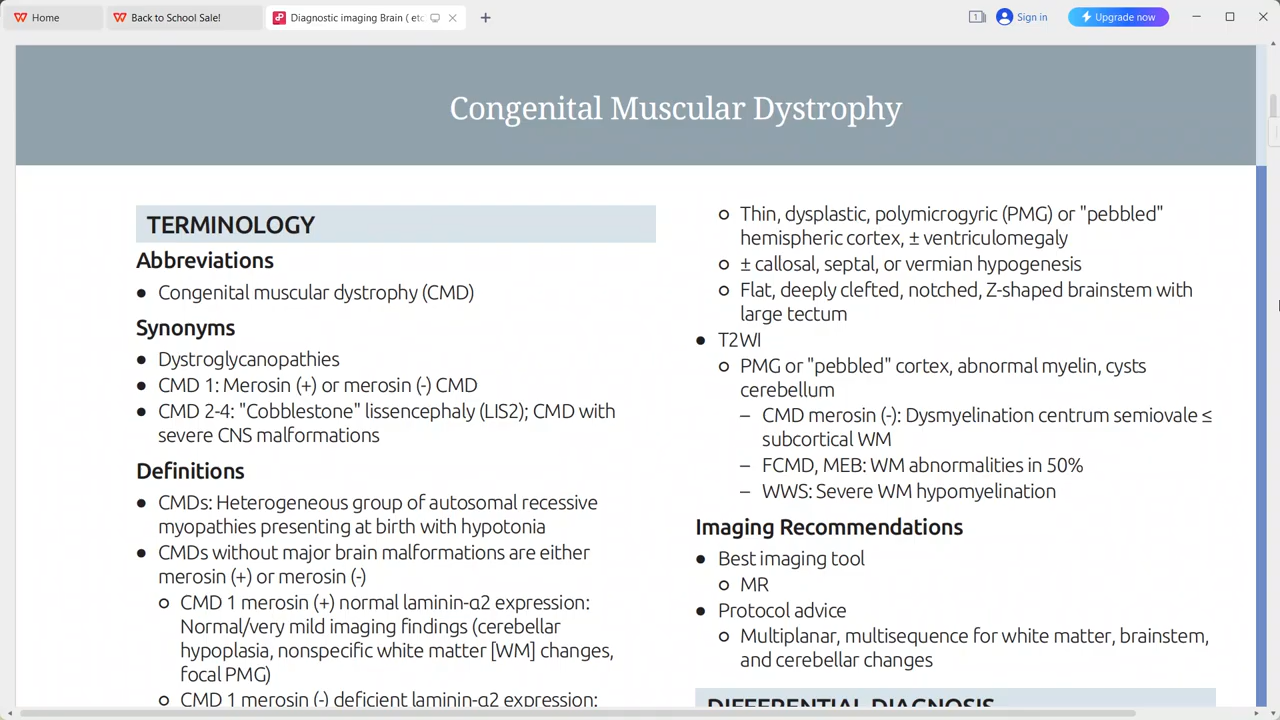 Home
Back to School Sale!
Diagnostic imaging Brain ( etc
1
Sign in
Upgrade now
Congenital Muscular Dystrophy
TERMINOLOGY
Abbreviations
● Congenital muscular dystrophy (CMD)
Synonyms
● Dystroglycanopathies
● CMD 1: Merosin (+) or merosin (-) CMD
● CMD 2-4: "Cobblestone" lissencephaly (LIS2); CMD with
severe CNS malformations
Definitions
● CMDs: Heterogeneous group of autosomal recessive
myopathies presenting at birth with hypotonia
● CMDs without major brain malformations are either
merosin (+) or merosin (-)
○ CMD 1 merosin (+) normal laminin-α2 expression:
Normal/very mild imaging findings (cerebellar
hypoplasia, nonspecific white matter [WM] changes,
focal PMG)
○ CMD 1 merosin (-) deficient laminin-α2 expression:
○ Thin, dysplastic, polymicrogyric (PMG) or "pebbled"
hemispheric cortex, ± ventriculomegaly
○ ± callosal, septal, or vermian hypogenesis
○ Flat, deeply clefted, notched, Z-shaped brainstem with
large tectum
● T2WI
○ PMG or "pebbled" cortex, abnormal myelin, cysts
cerebellum
– CMD merosin (-): Dysmyelination centrum semiovale ≤
subcortical WM
– FCMD, MEB: WM abnormalities in 50%
– WWS: Severe WM hypomyelination
Imaging Recommendations
● Best imaging tool
○ MR
● Protocol advice
○ Multiplanar, multisequence for white matter, brainstem,
and cerebellar changes
DIFFERENTIAL DIAGNOSIS